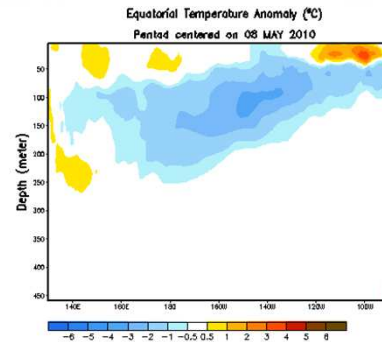 Equatorial Temperature Anomaly (°C)
Pentad centered on 08 MAY 2010
Depth (meter)
50
100
150
200
250
300
350
400
450
140E 160E 180 160W 140W 120W 100W
-6 -5 -4 -3 -2 -1 -0.5 0.5 1 2 3 4 5 6